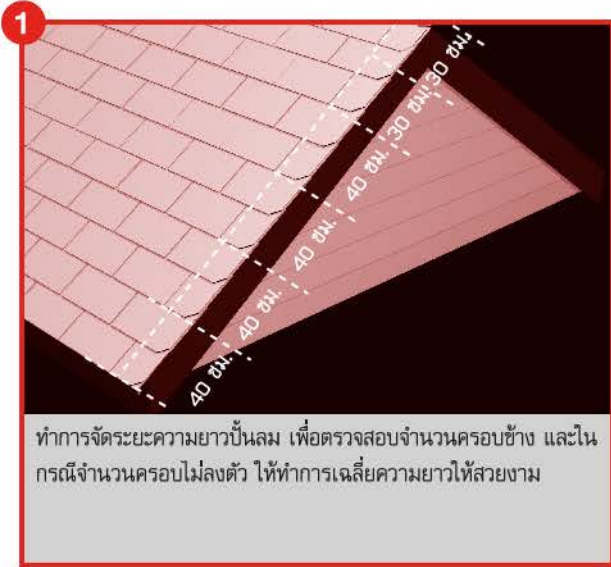 1
30 ซม.
30 ซม.
40 ซม.
40 ซม.
40 ซม.
40 ซม.
ทำการจัดระยะความยาวปั้นลม เพื่อตรวจสอบจำนวนครอบข้าง และใน
กรณีจำนวนครอบไม่ลงตัว ให้ทำการเฉลี่ยความยาวให้สวยงาม